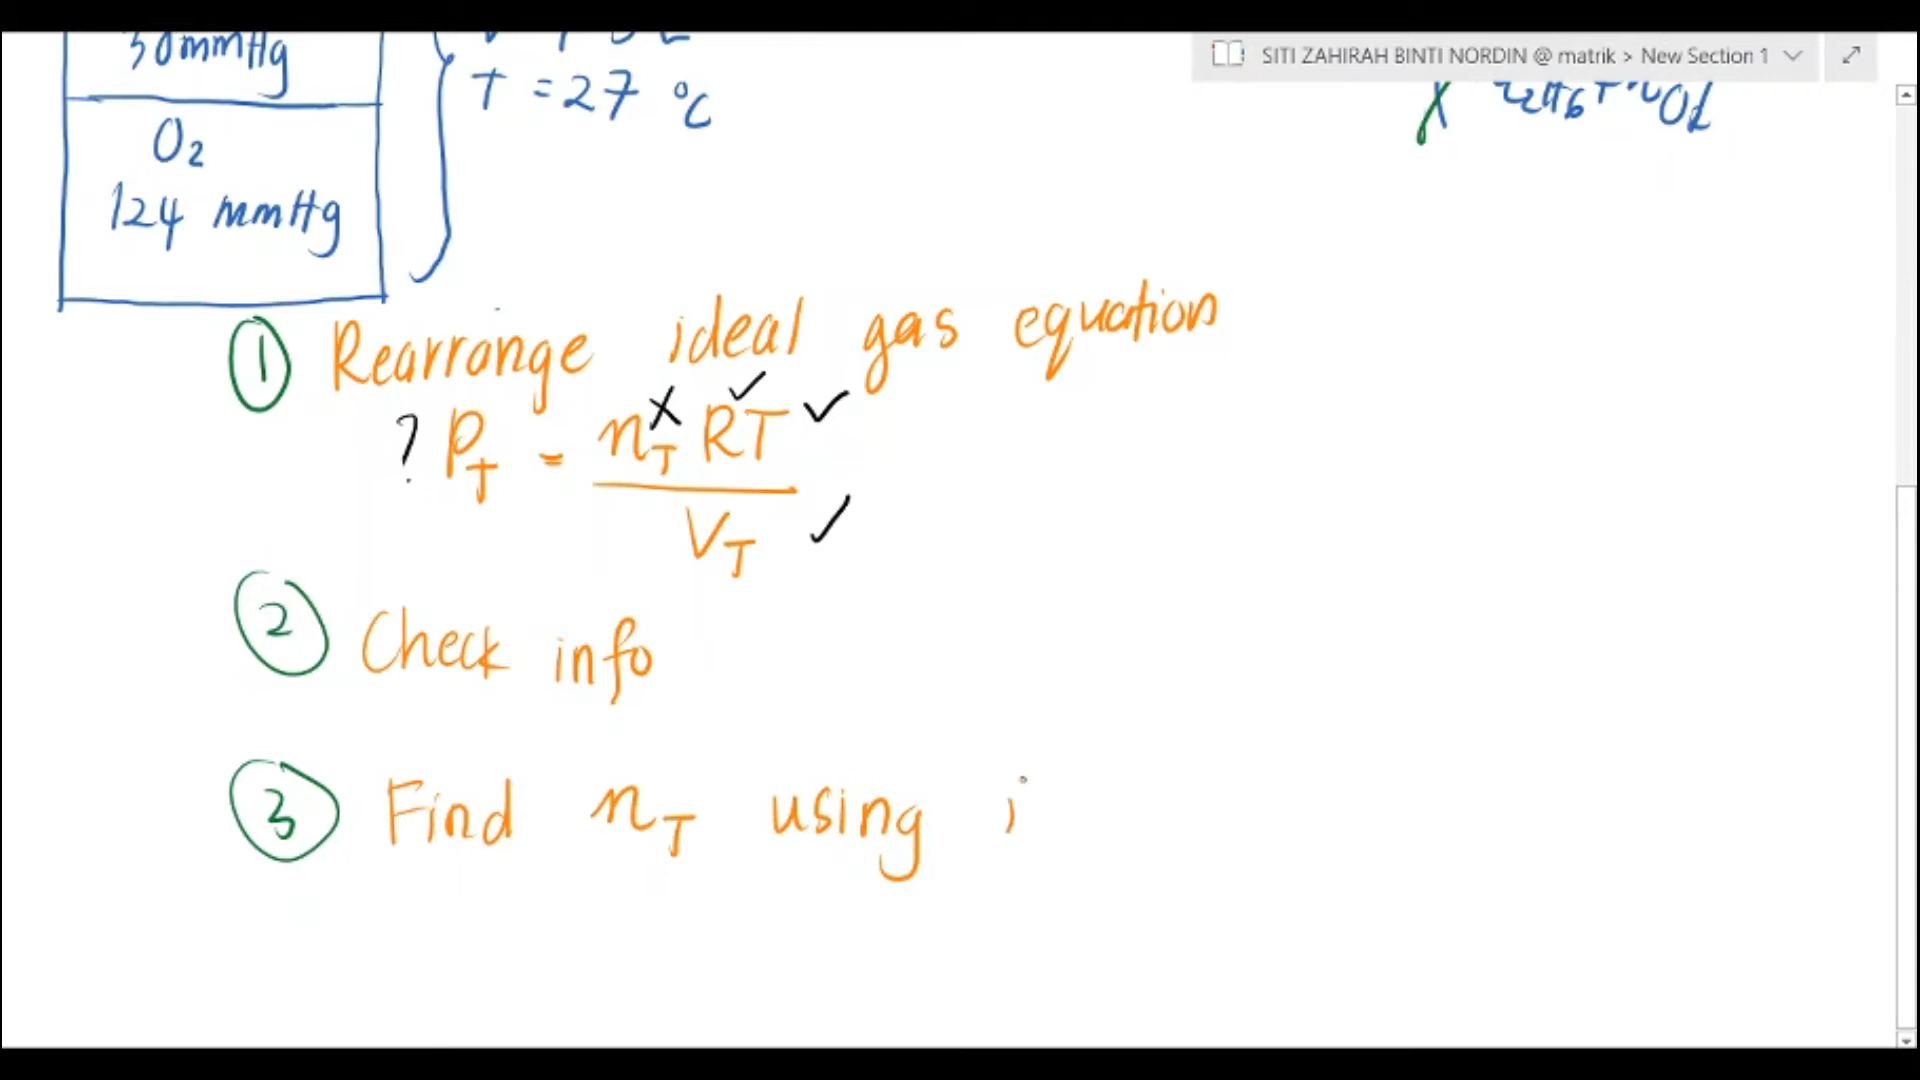 30mmHg
T = 27 °C
SITI ZAHIRAH BINTI NORDIN @ matrik > New Section 1
O₂
124 mmHg
① Rearrange ideal gas equation
? P_T = n_T RT
V_T
② Check info
③ Find n_T using i